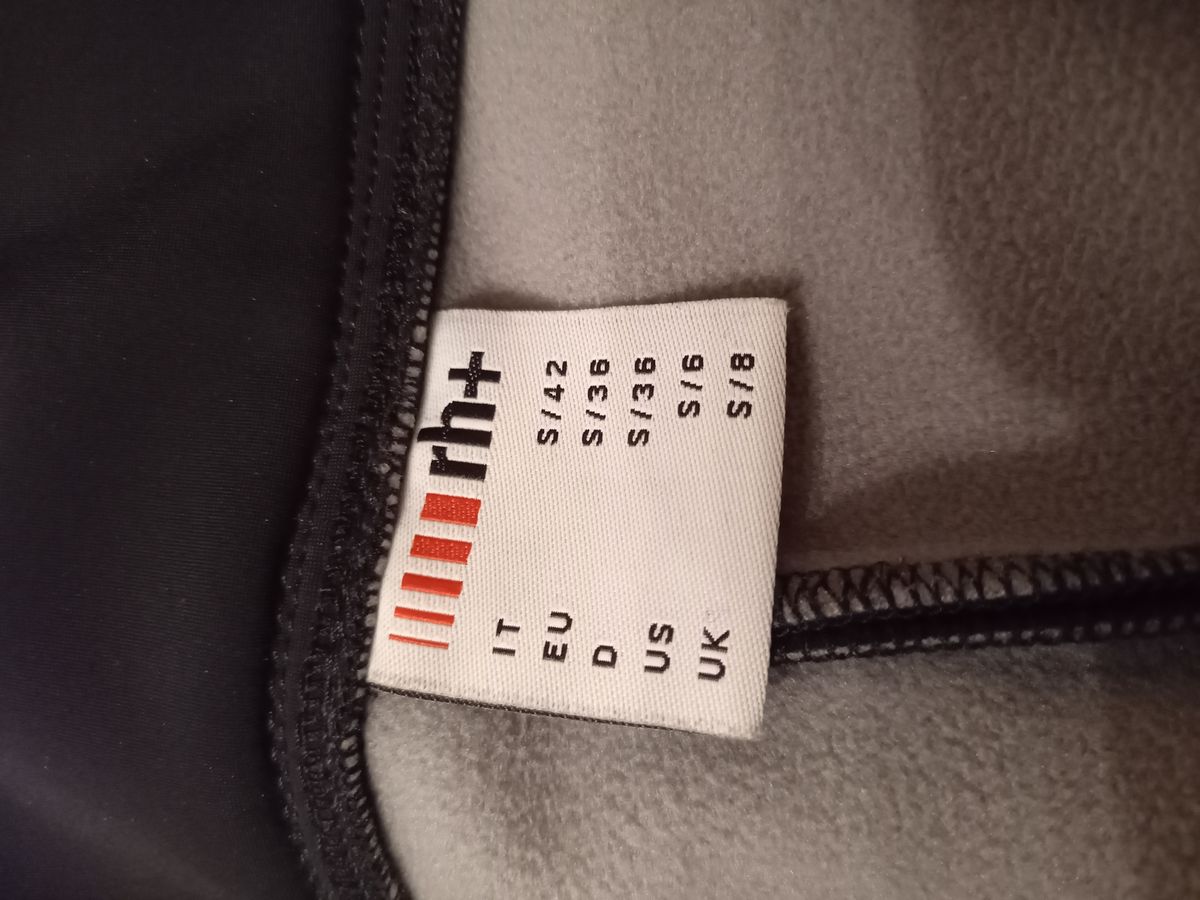 rh+
IT S/42
EU S/36
D S/36
US S/6
UK S/8